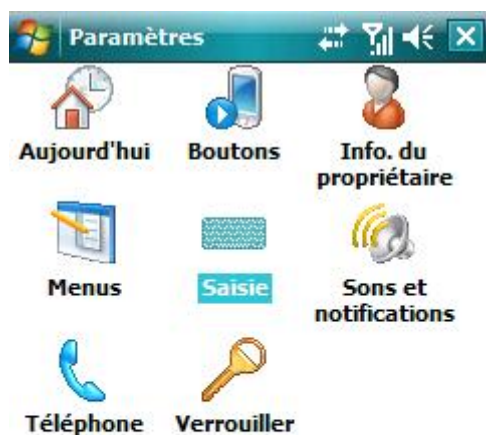 Paramètres
Aujourd'hui
Boutons
Info. du
propriétaire
Menus
Saisie
Sons et
notifications
Téléphone
Verrouiller